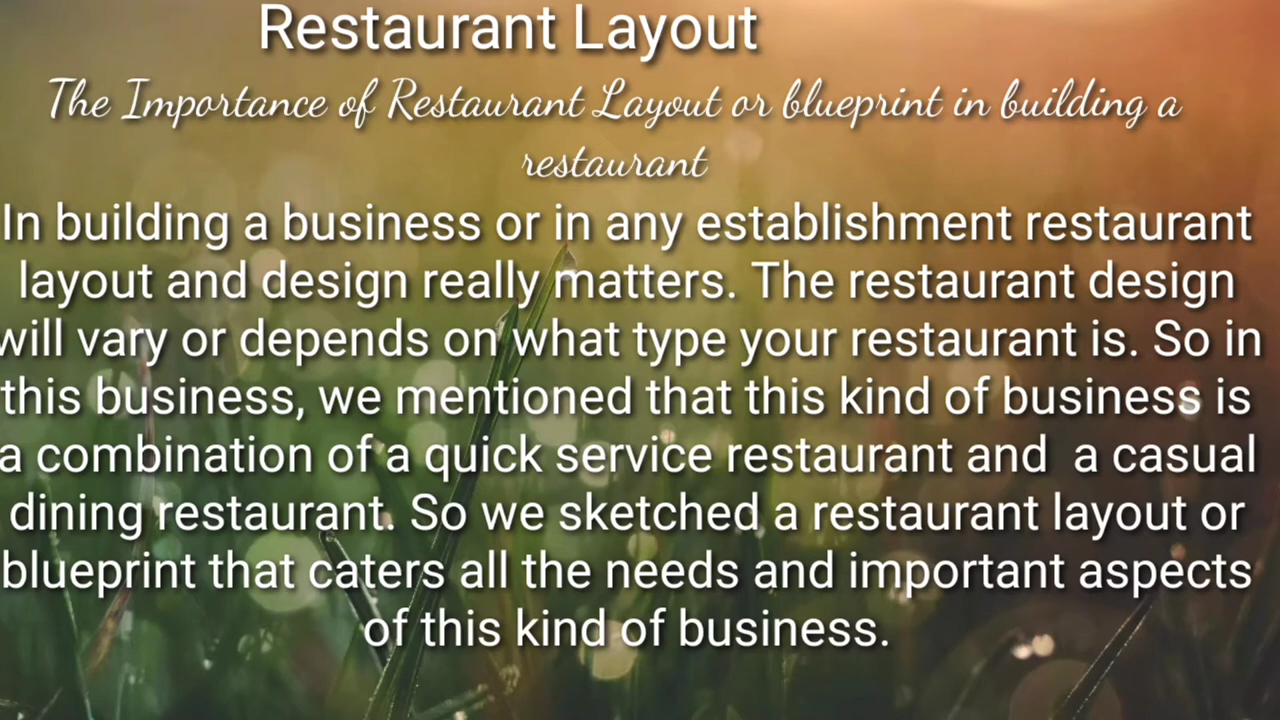 Restaurant Layout
The Importance of Restaurant Layout or blueprint in building a
restaurant
In building a business or in any establishment restaurant
layout and design really matters. The restaurant design
will vary or depends on what type your restaurant is. So in
this business, we mentioned that this kind of business is
a combination of a quick service restaurant and  a casual
dining restaurant. So we sketched a restaurant layout or
blueprint that caters all the needs and important aspects
of this kind of business.